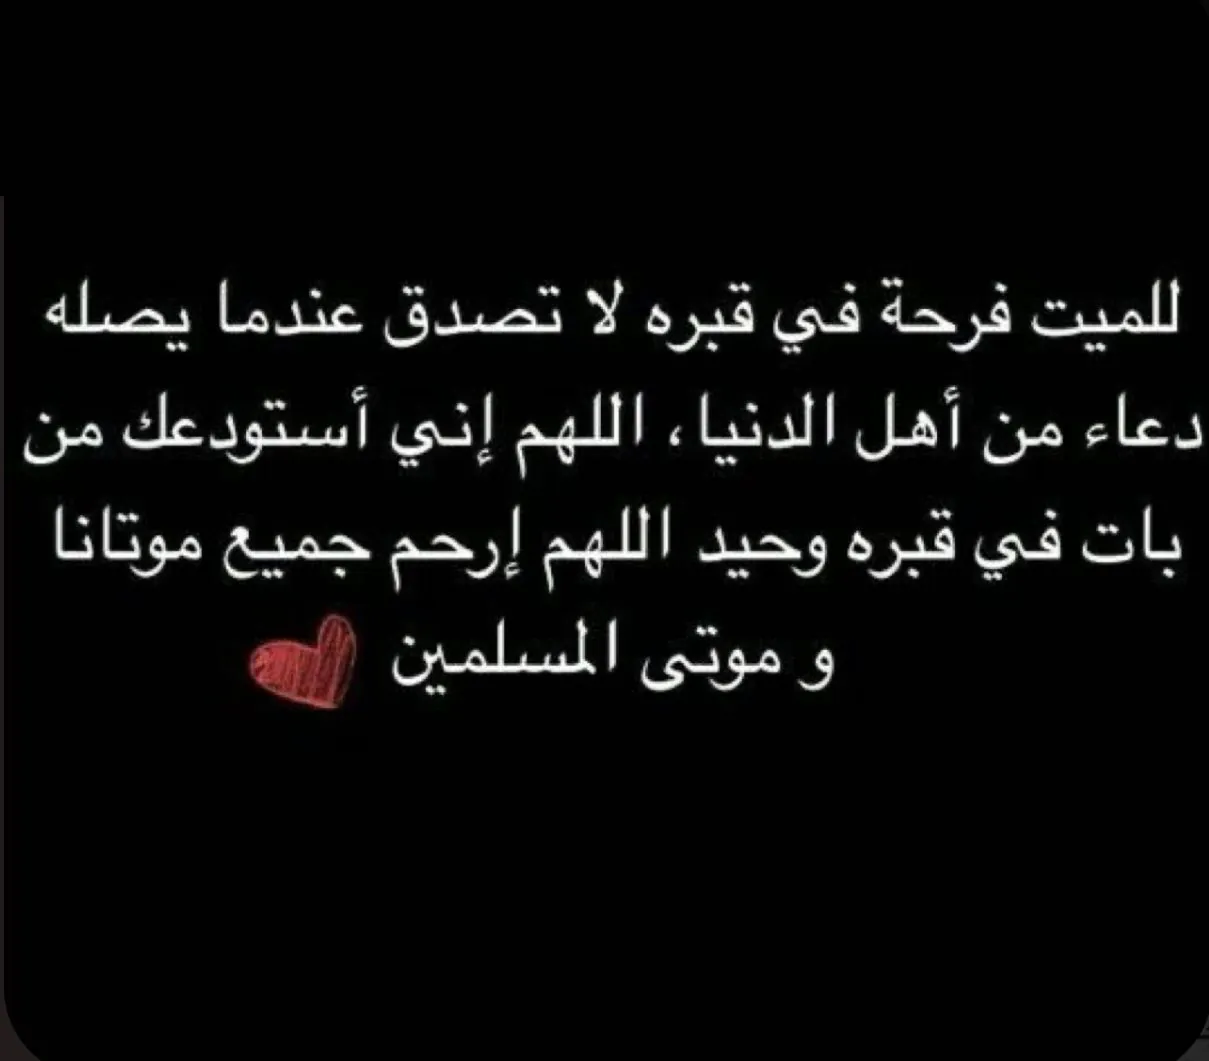 للميت فرحة في قبره لا تصدق عندما يصله
دعاء من أهل الدنيا، اللهم إني أستودعك من
بات في قبره وحيد اللهم إرحم جميع موتانا
و موتى المسلمين